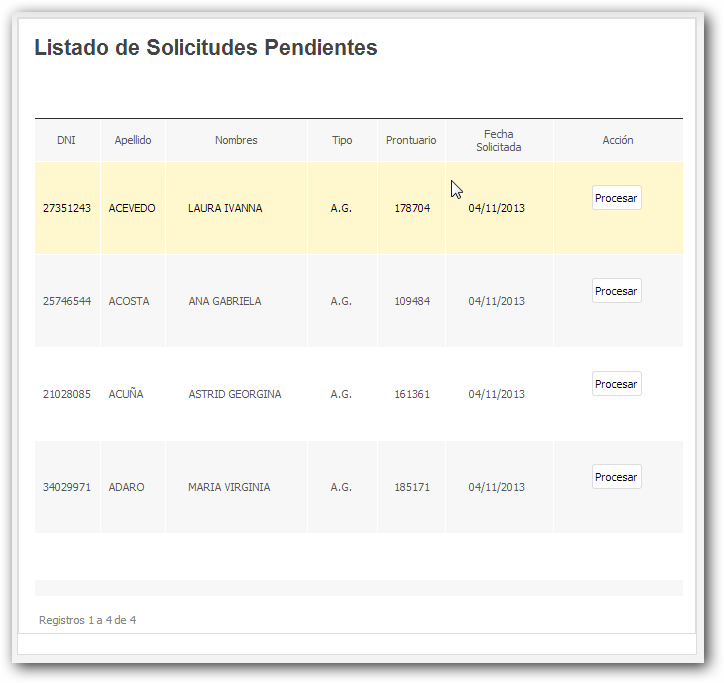 Listado de Solicitudes Pendientes
DNI Apellido Nombres Tipo Prontuario Fecha Solicitada Acción
27351243 ACEVEDO LAURA IVANNA A.G. 178704 04/11/2013 Procesar
25746544 ACOSTA ANA GABRIELA A.G. 109484 04/11/2013 Procesar
21028085 ACUÑA ASTRID GEORGINA A.G. 161361 04/11/2013 Procesar
34029971 ADARO MARIA VIRGINIA A.G. 185171 04/11/2013 Procesar
Registros 1 a 4 de 4